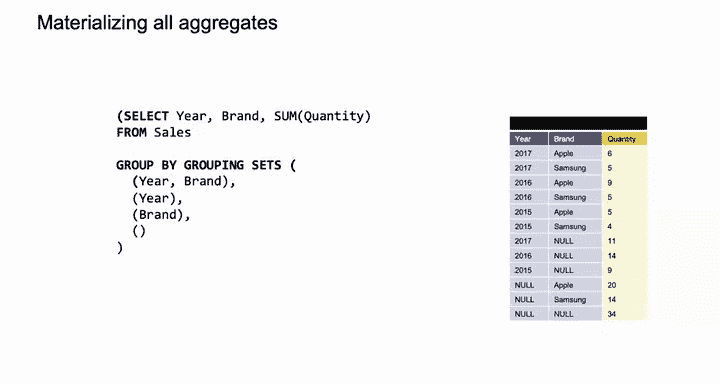 Materializing all aggregates
(SELECT Year, Brand, SUM(Quantity)
FROM Sales
GROUP BY GROUPING SETS (
(Year, Brand),
(Year),
(Brand),
()
)
Year Brand Quantity
2017 Apple 6
2017 Samsung 5
2016 Apple 9
2016 Samsung 5
2015 Apple 5
2015 Samsung 4
2017 NULL 11
2016 NULL 14
2015 NULL 9
NULL Apple 20
NULL Samsung 14
NULL NULL 34